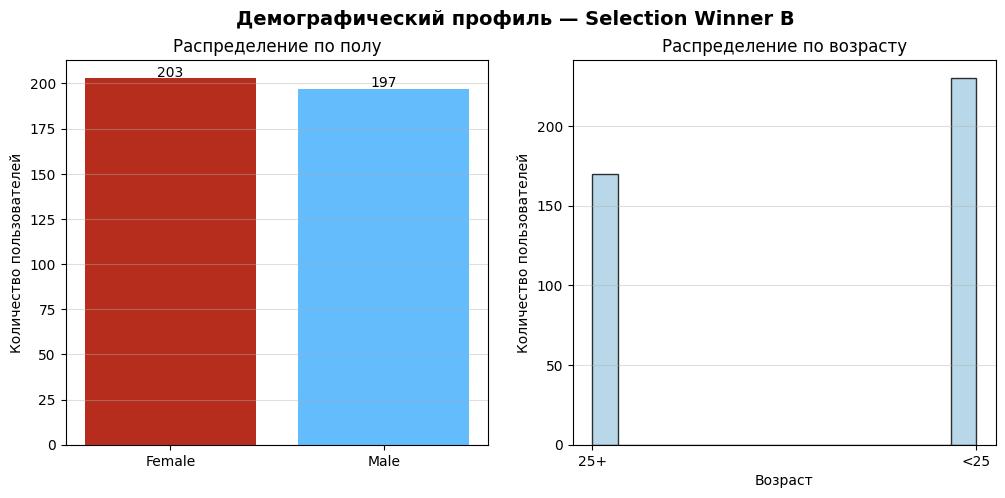 Демографический профиль — Selection Winner B
Распределение по полу
Количество пользователей
200
175
150
125
100
75
50
25
0
203
197
Female
Male
Распределение по возрасту
Количество пользователей
200
150
100
50
0
25+
<25
Возраст